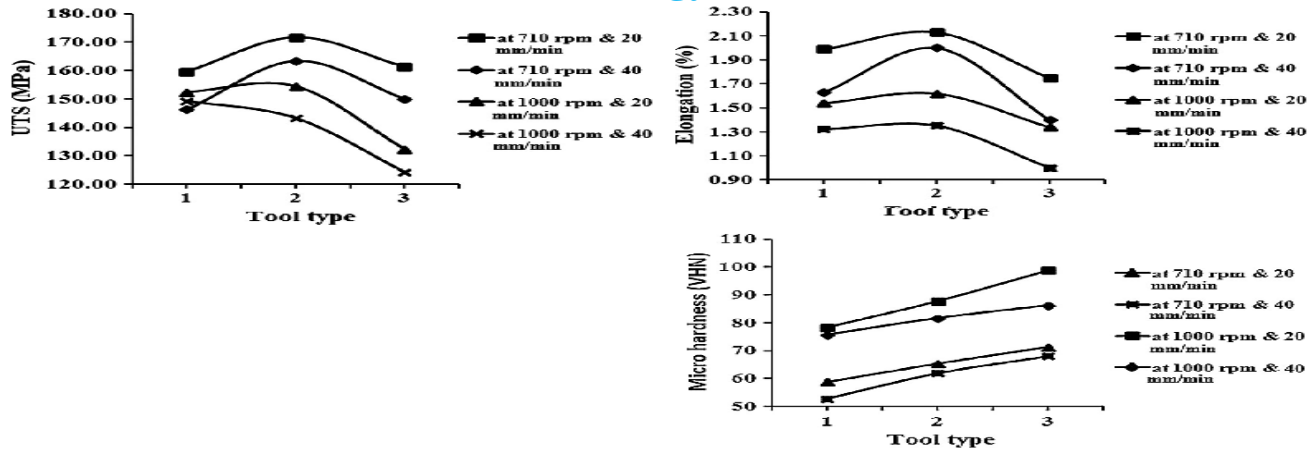 180.00
170.00
160.00
150.00
140.00
130.00
120.00
UTS (MPa)
1 2 3
Tool type
at 710 rpm & 20
mm/min
at 710 rpm & 40
mm/min
at 1000 rpm & 20
mm/min
at 1000 rpm & 40
mm/min
2.30
2.10
1.90
1.70
1.50
1.30
1.10
0.90
Elongation (%)
1 2 3
Tool type
at 710 rpm & 20
mm/min
at 710 rpm & 40
mm/min
at 1000 rpm & 20
mm/min
at 1000 rpm & 40
mm/min
110
100
90
80
70
60
50
Micro hardness (VHN)
1 2 3
Tool type
at 710 rpm & 20
mm/min
at 710 rpm & 40
mm/min
at 1000 rpm & 20
mm/min
at 1000 rpm & 40
mm/min